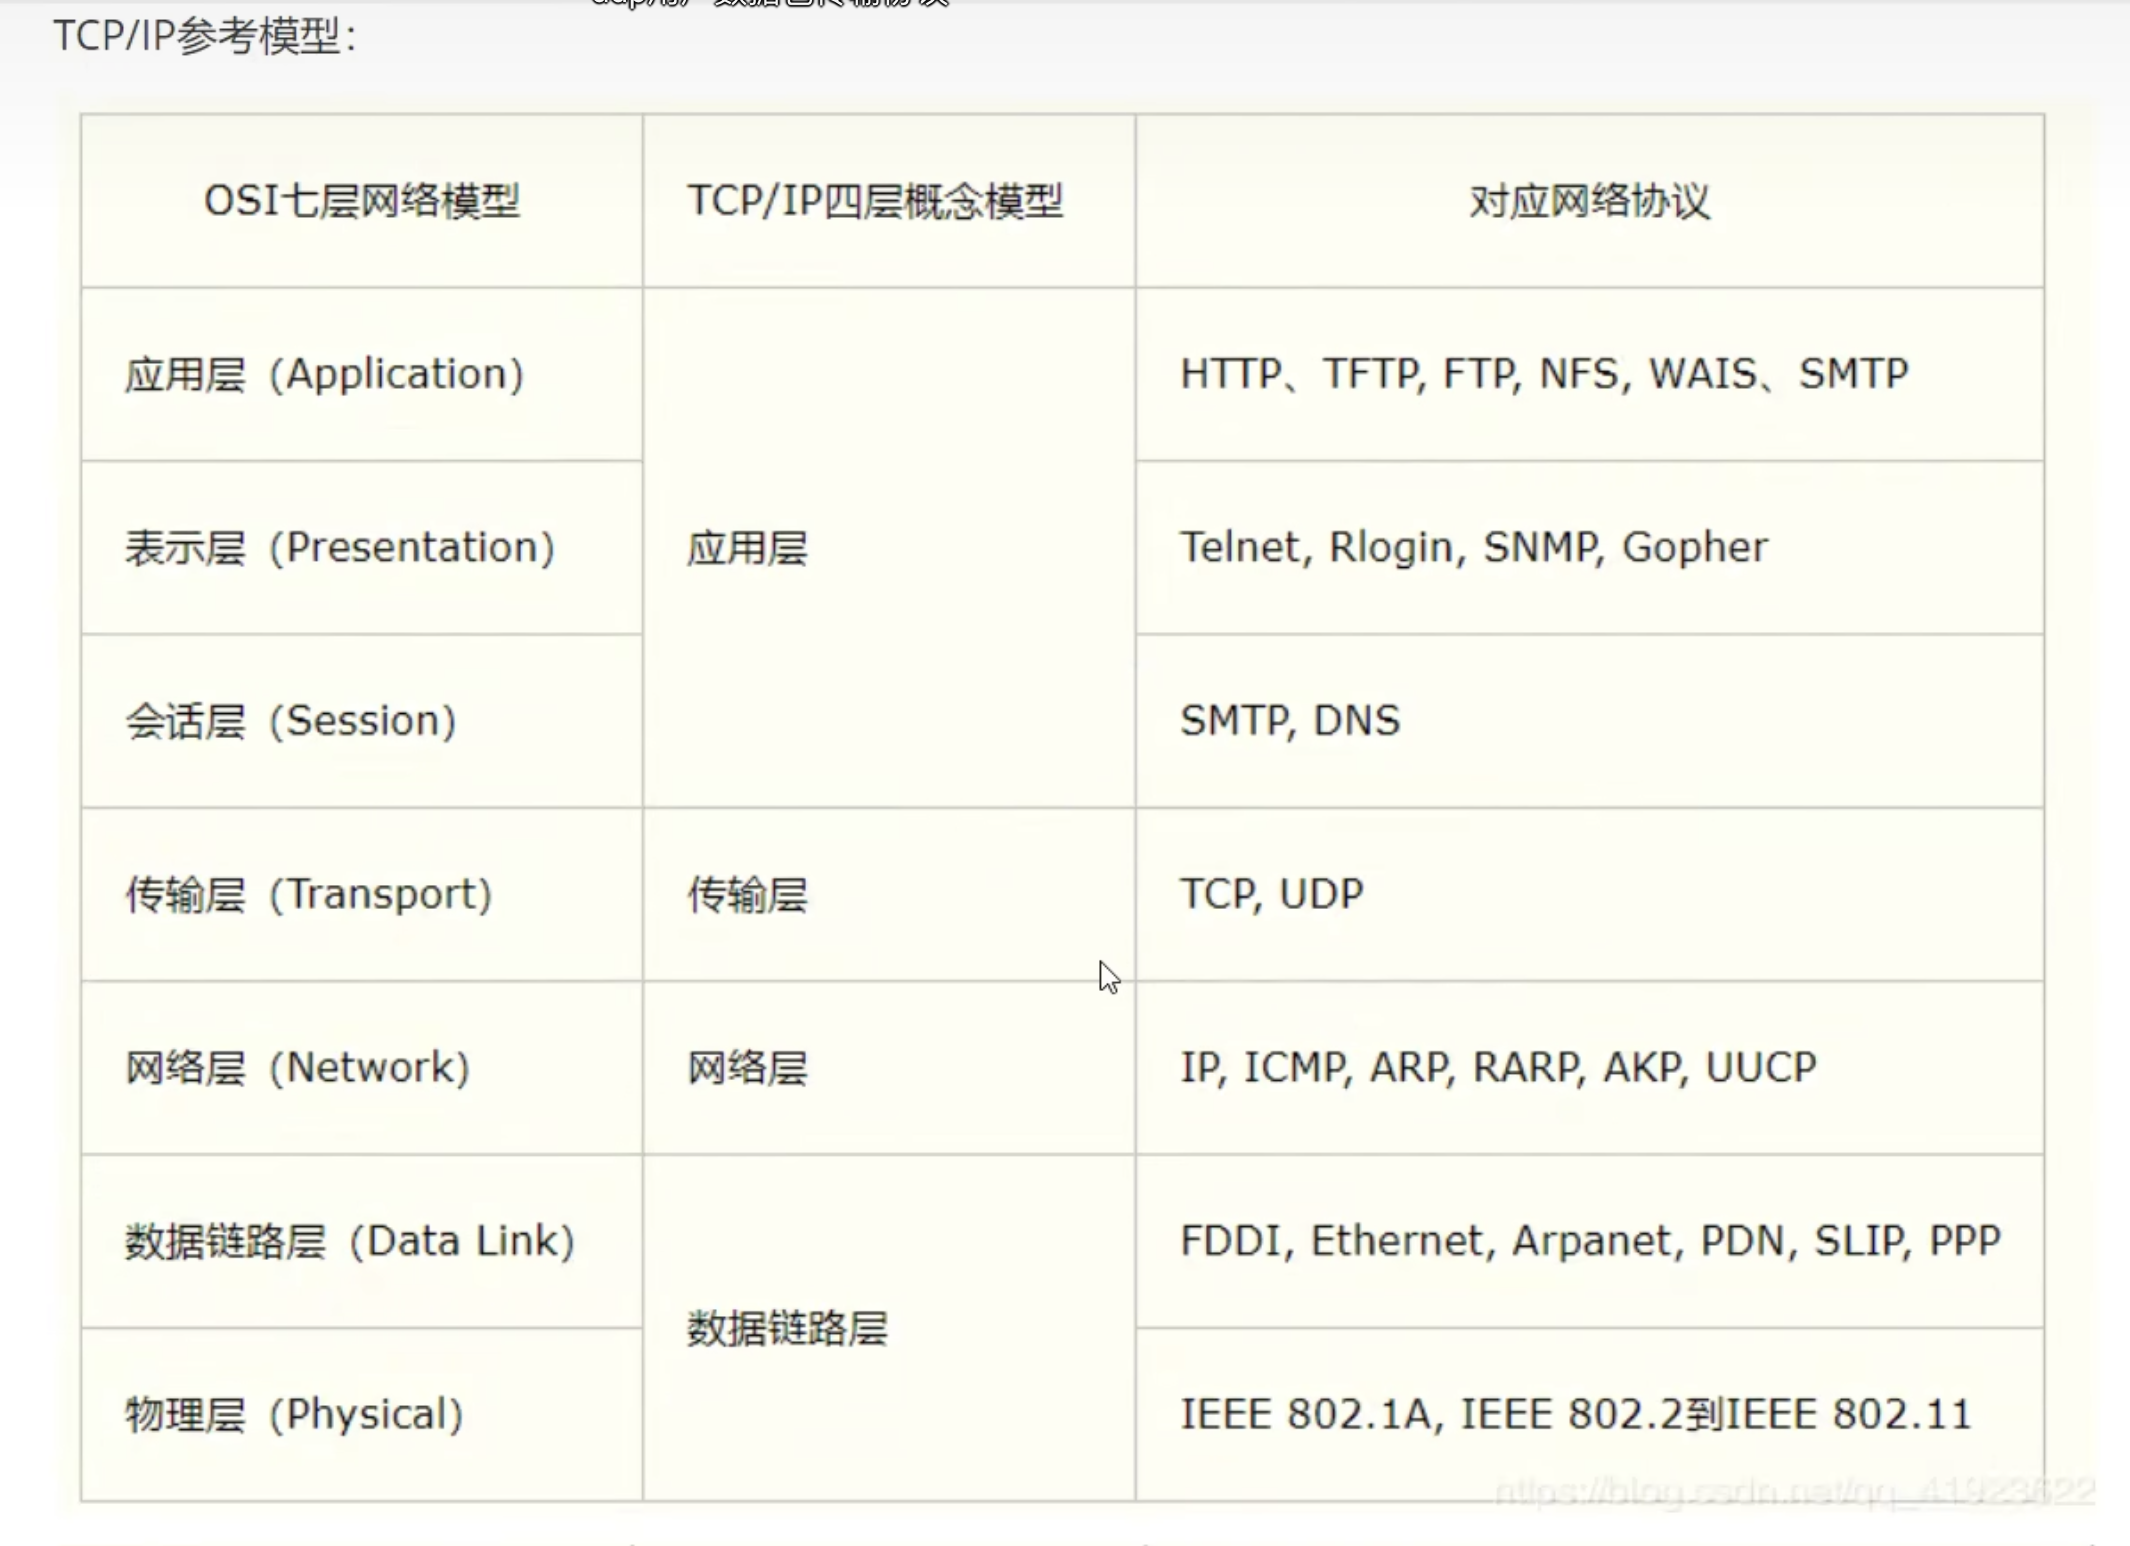 TCP/IP参考模型：
OSI七层网络模型 TCP/IP四层概念模型 对应网络协议
应用层（Application） HTTP、TFTP, FTP, NFS, WAIS、SMTP
表示层（Presentation） 应用层 Telnet, Rlogin, SNMP, Gopher
会话层（Session） SMTP, DNS
传输层（Transport） 传输层 TCP, UDP
网络层（Network） 网络层 IP, ICMP, ARP, RARP, AKP, UUCP
数据链路层（Data Link） FDDI, Ethernet, Arpanet, PDN, SLIP, PPP
数据链路层
物理层（Physical） IEEE 802.1A, IEEE 802.2到IEEE 802.11
https://blog.csdn.net/qq_41923622